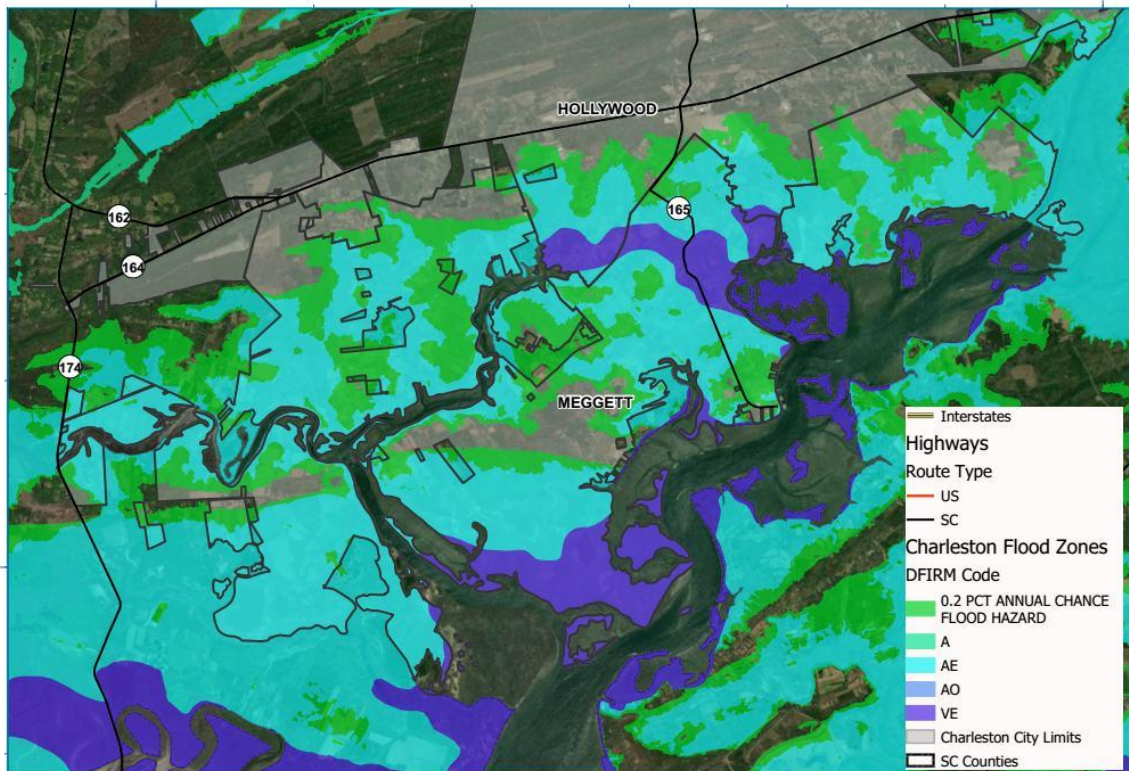 HOLLYWOOD
165
162
164
174
MEGGETT
Interstates
Highways
Route Type
US
SC
Charleston Flood Zones
DFIRM Code
0.2 PCT ANNUAL CHANCE
FLOOD HAZARD
A
AE
AO
VE
Charleston City Limits
SC Counties